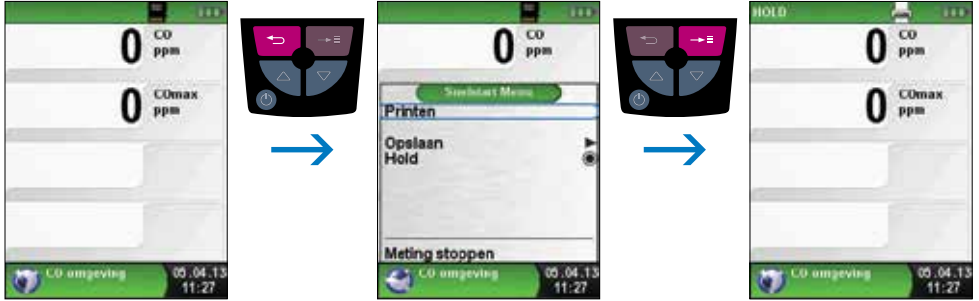 0 CO ppm
0 COmax ppm
CO omgeving
05.04.13
11:27
0 CO ppm
Snelstart Menu
Printen
Opslaan
Hold
Meting stoppen
CO omgeving
05.04.13
11:27
HOLD
0 CO ppm
0 COmax ppm
CO omgeving
05.04.13
11:27